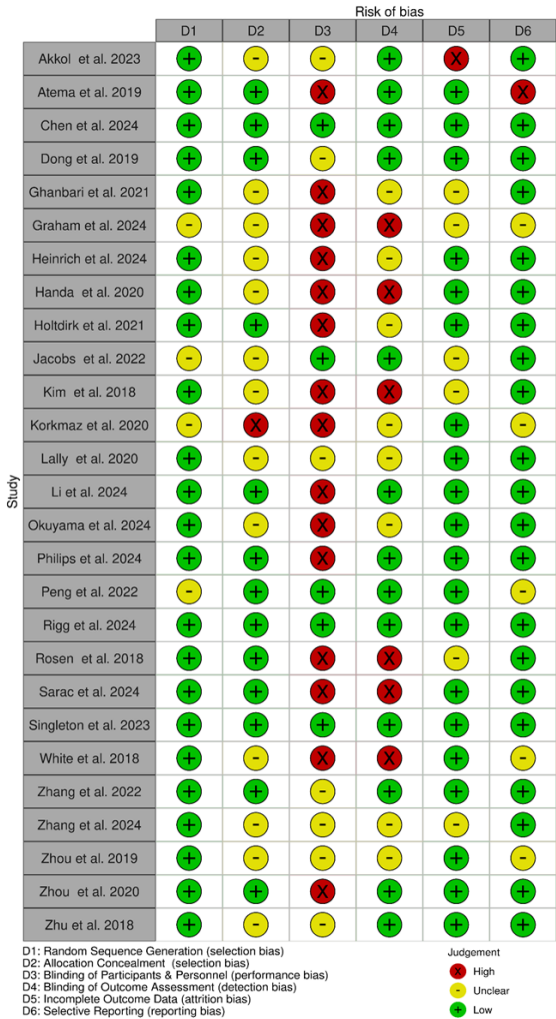 Risk of bias
D1 D2 D3 D4 D5 D6
Study
Akkol et al. 2023 + - - + X +
Atema et al. 2019 + + X + + X
Chen et al. 2024 + + + + + +
Dong et al. 2019 + + - + + +
Ghanbari et al. 2021 + - X - - +
Graham et al. 2024 - - X X - -
Heinrich et al. 2024 + - X - + +
Handa et al. 2020 + - X X + +
Holtdirk et al. 2021 + + X - + +
Jacobs et al. 2022 - - + + - +
Kim et al. 2018 + - X X - +
Korkmaz et al. 2020 - X X - + -
Lally et al. 2020 + - - - + +
Li et al. 2024 + + X + + +
Okuyama et al. 2024 + - X - + +
Philips et al. 2024 + + X + + +
Peng et al. 2022 - + + + + -
Rigg et al. 2024 + + + + + +
Rosen et al. 2018 + + X X - +
Sarac et al. 2024 + + X X + +
Singleton et al. 2023 + + + + + +
White et al. 2018 + - X X + -
Zhang et al. 2022 + + - + + +
Zhang et al. 2024 + - - - - +
Zhou et al. 2019 + - - - + -
Zhou et al. 2020 + + X + + +
Zhu et al. 2018 + - - + + +
D1: Random Sequence Generation (selection bias)
D2: Allocation Concealment (selection bias)
D3: Blinding of Participants & Personnel (performance bias)
D4: Blinding of Outcome Assessment (detection bias)
D5: Incomplete Outcome Data (attrition bias)
D6: Selective Reporting (reporting bias)
Judgement
X High
- Unclear
+ Low